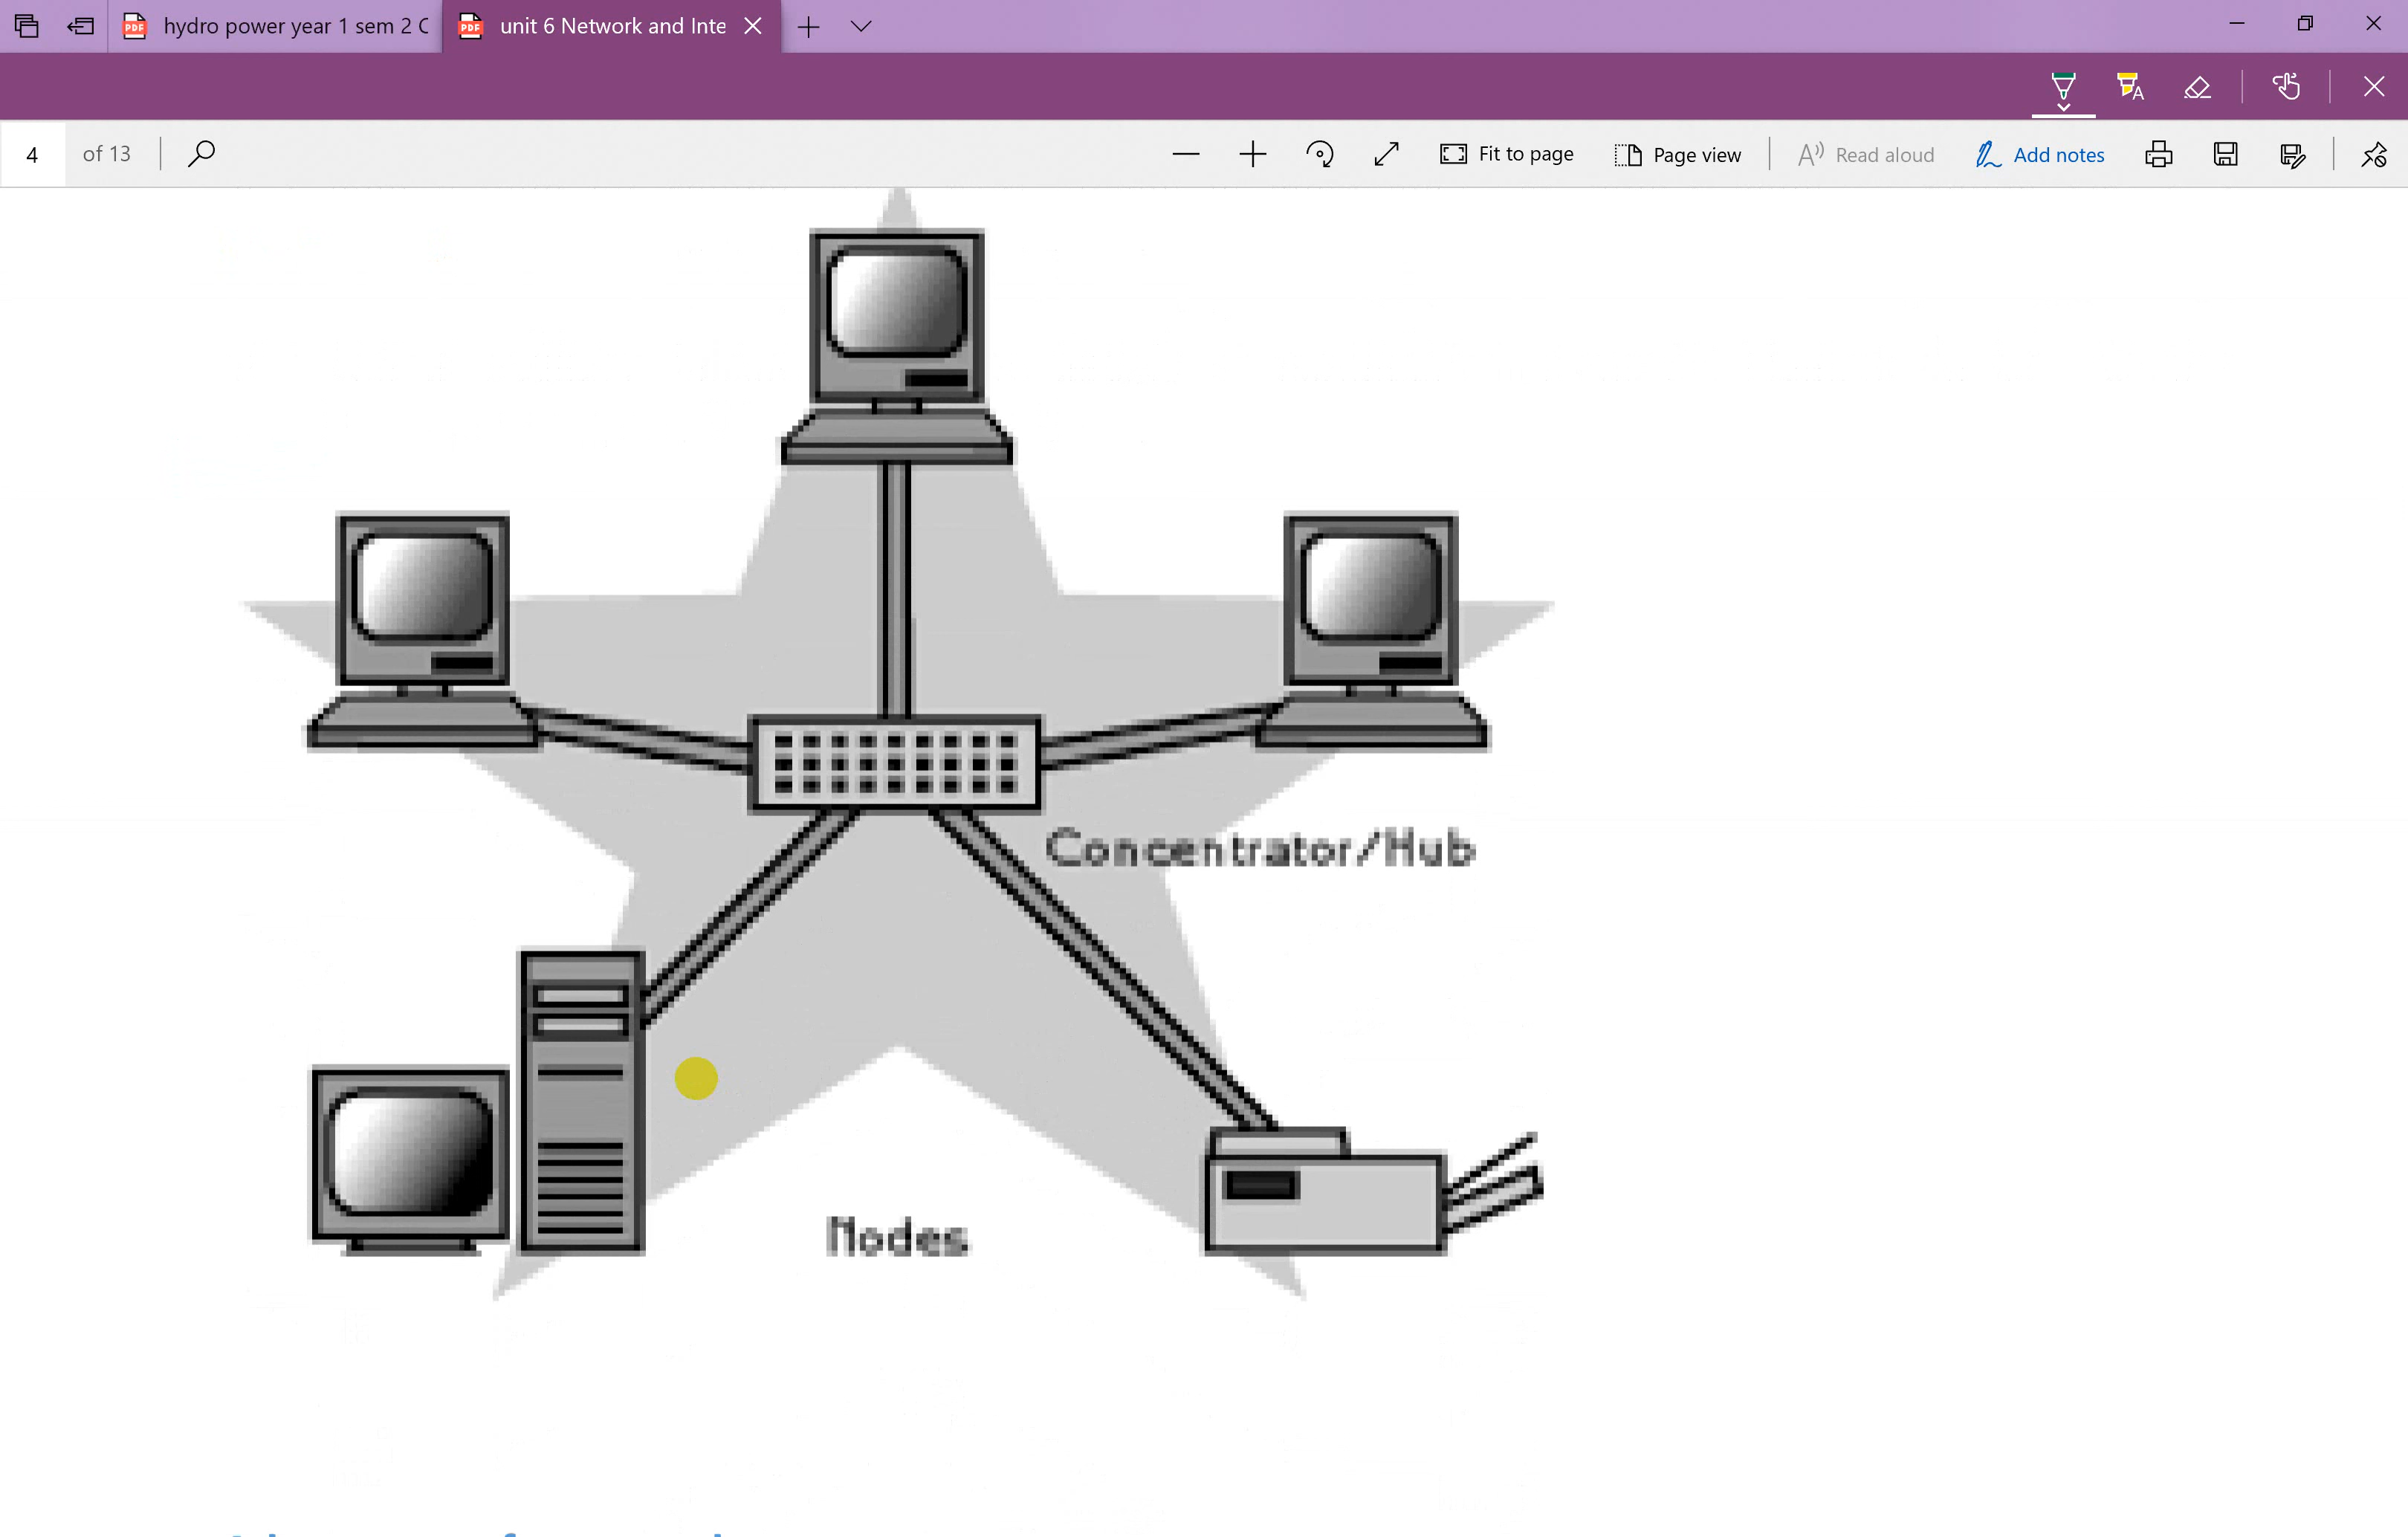 hydro power year 1 sem 2 C
unit 6 Network and Inte
4 of 13
Fit to page
Page view
Read aloud
Add notes
Concentrator/Hub
Nodes